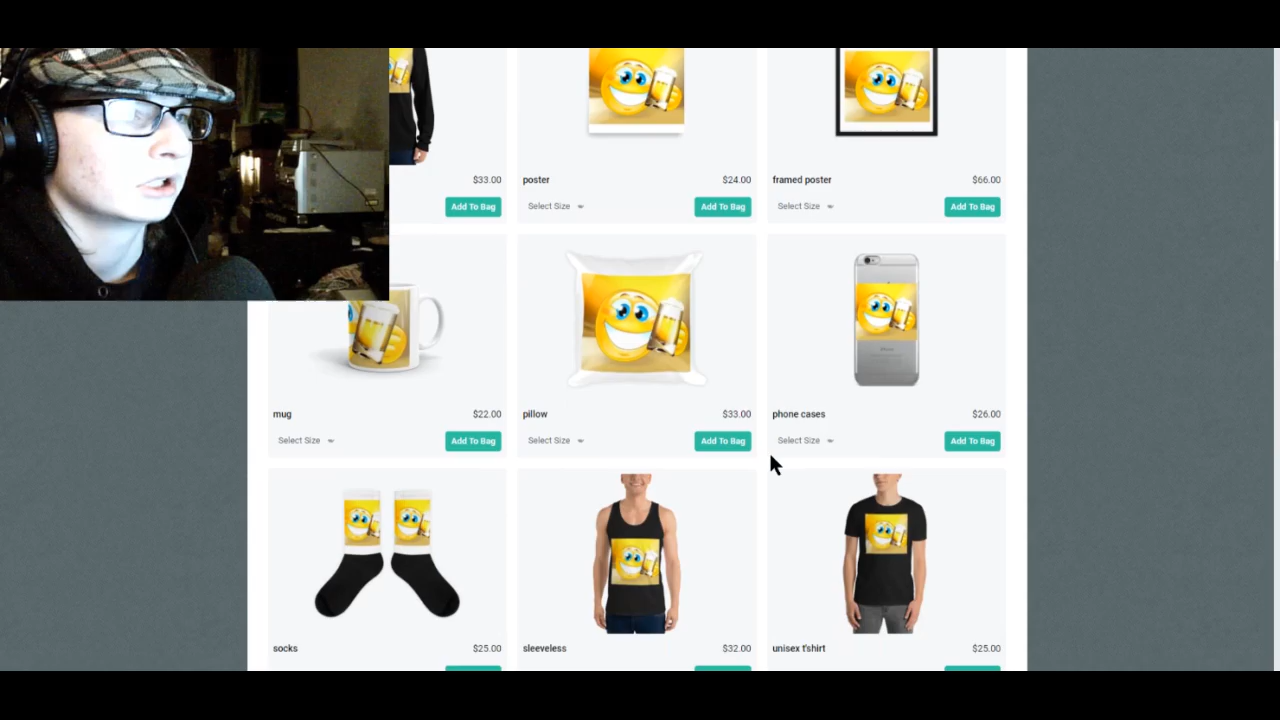 $33.00
Add To Bag
poster $24.00
Select Size Add To Bag
framed poster $66.00
Select Size Add To Bag
mug $22.00
Select Size Add To Bag
pillow $33.00
Select Size Add To Bag
phone cases $26.00
Select Size Add To Bag
socks $25.00
sleeveless $32.00
unisex t'shirt $25.00